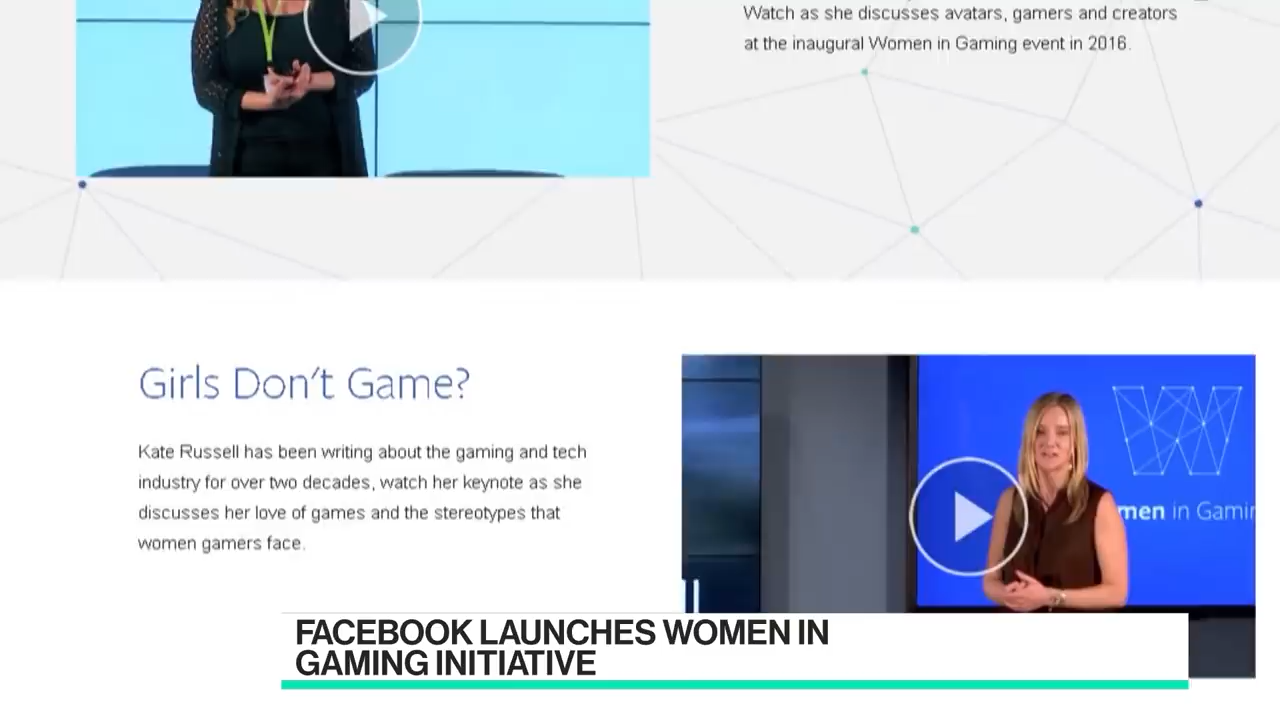 Watch as she discusses avatars, gamers and creators
at the inaugural Women in Gaming event in 2016.
Girls Don't Game?
Kate Russell has been writing about the gaming and tech
industry for over two decades, watch her keynote as she
discusses her love of games and the stereotypes that
women gamers face.
W
men in Gamin
FACEBOOK LAUNCHES WOMEN IN
GAMING INITIATIVE